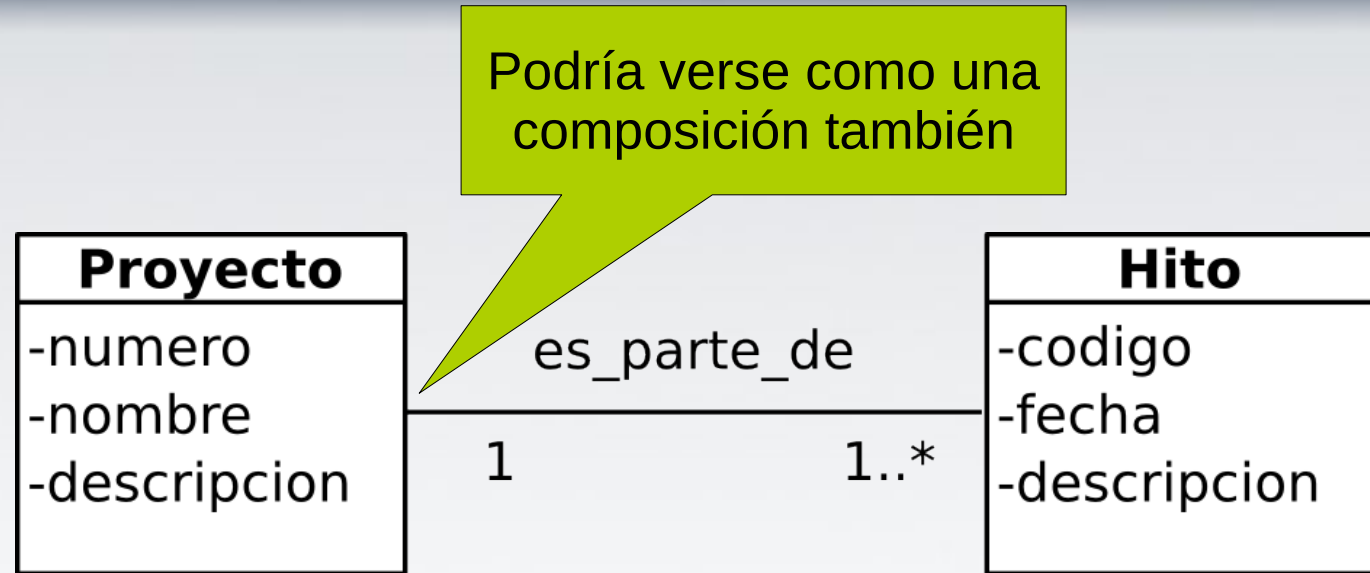 Podría verse como una
composición también
Proyecto
-numero
-nombre
-descripcion
es_parte_de
1
1..*
Hito
-codigo
-fecha
-descripcion